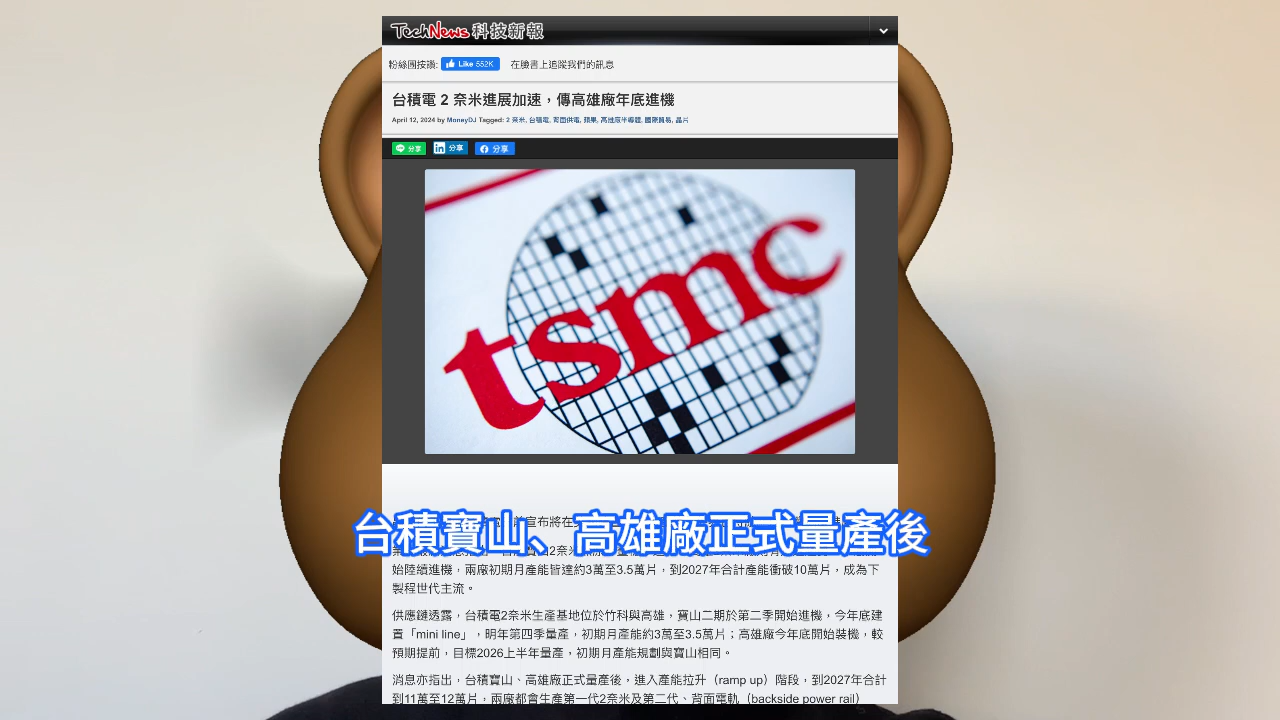 TechNews 科技新報
粉絲團按讚: Like 552K 在臉書上追蹤我們的訊息
台積電 2 奈米進展加速，傳高雄廠年底進機
April 12, 2024 by MoneyDJ Tagged: 2 奈米, 台積電, 背面供電, 蘋果, 高雄廠半導體, 國際貿易, 晶片
分享 分享 分享
tsmc
台積寶山、高雄廠正式量產後
始陸續進機，兩廠初期月產能皆達約3萬至3.5萬片，到2027年合計產能衝破10萬片，成為下
製程世代主流。
供應鏈透露，台積電2奈米生產基地位於竹科與高雄，寶山二期於第二季開始進機，今年底建
置「mini line」，明年第四季量產，初期月產能約3萬至3.5萬片；高雄廠今年底開始裝機，較
預期提前，目標2026上半年量產，初期月產能規劃與寶山相同。
消息亦指出，台積寶山、高雄廠正式量產後，進入產能拉升（ramp up）階段，到2027年合計
到11萬至12萬片，兩廠都會生產第一代2奈米及第二代、背面電軌（backside power rail）